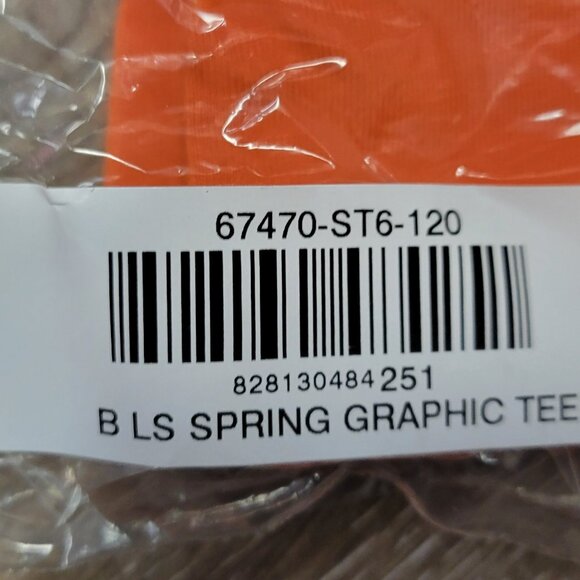 67470-ST6-120
828130484251
B LS SPRING GRAPHIC TEE